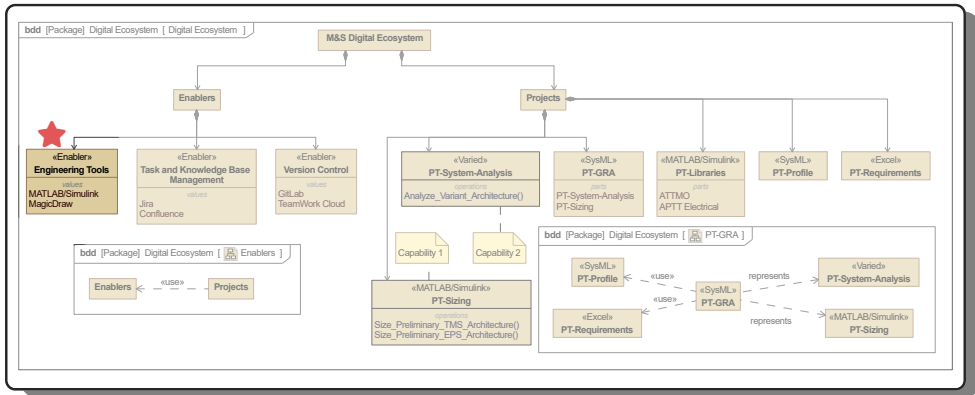 bdd [Package] Digital Ecosystem [ Digital Ecosystem ]
M&S Digital Ecosystem
Enablers
Projects
«Enabler»
Engineering Tools
values
MATLAB/Simulink
MagicDraw
«Enabler»
Task and Knowledge Base
Management
values
Jira
Confluence
«Enabler»
Version Control
values
GitLab
TeamWork Cloud
«Varied»
PT-System-Analysis
operations
Analyze_Variant_Architecture()
«SysML»
PT-GRA
parts
PT-System-Analysis
PT-Sizing
«MATLAB/Simulink»
PT-Libraries
parts
ATTMO
APTT Electrical
«SysML»
PT-Profile
«Excel»
PT-Requirements
Capability 1
Capability 2
«MATLAB/Simulink»
PT-Sizing
operations
Size_Preliminary_TMS_Architecture()
Size_Preliminary_EPS_Architecture()
bdd [Package] Digital Ecosystem [ Enablers ]
Enablers
«use»
Projects
bdd [Package] Digital Ecosystem [ PT-GRA ]
«SysML»
PT-Profile
«use»
«SysML»
PT-GRA
represents
«Varied»
PT-System-Analysis
«Excel»
PT-Requirements
«use»
represents
«MATLAB/Simulink»
PT-Sizing